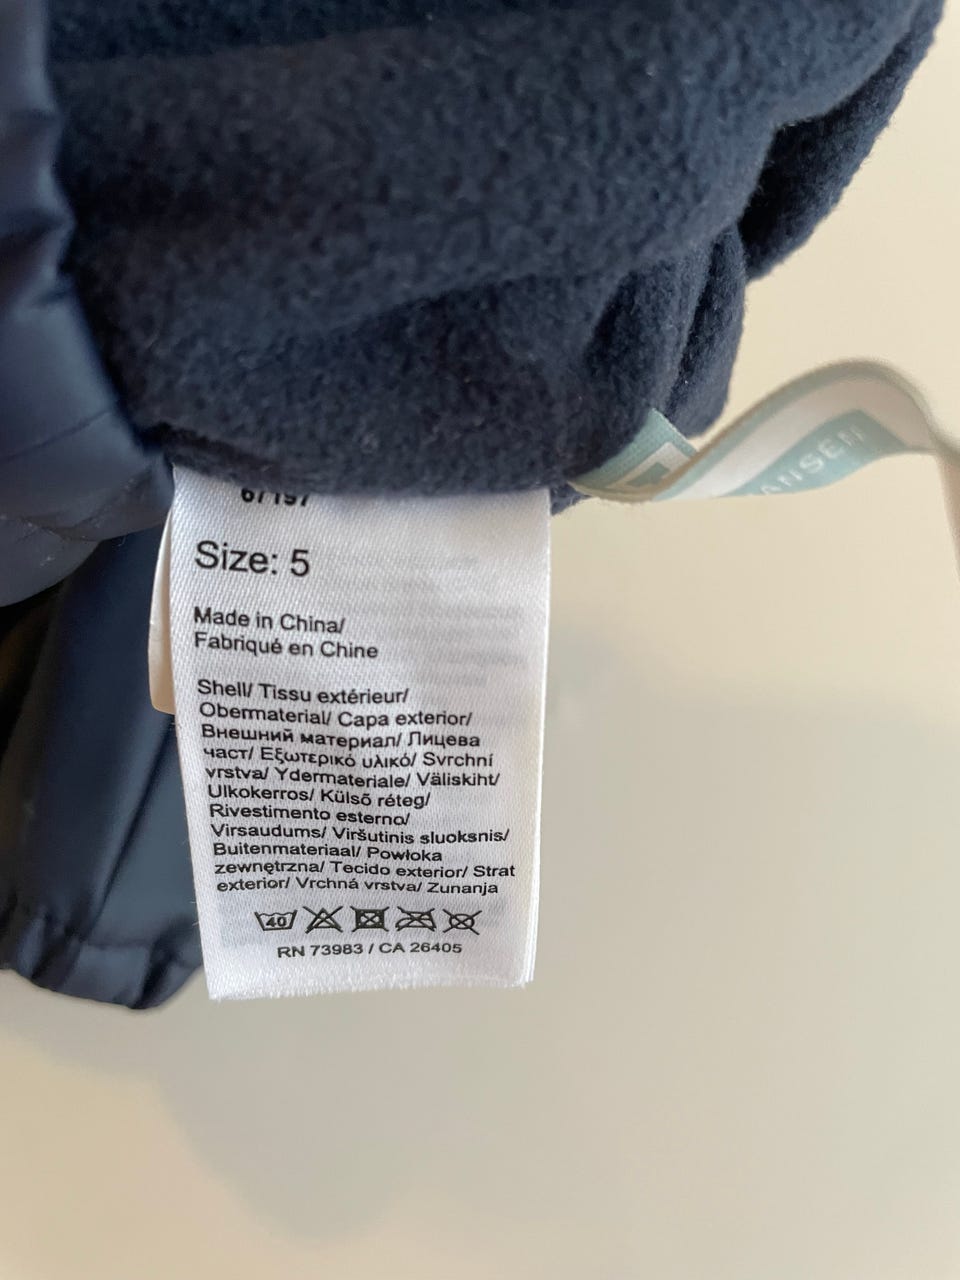 67197
ANSEN
Size: 5
Made in China/
Fabriqué en Chine
Shell/ Tissu extérieur/
Obermaterial/ Capa exterior/
Внешний материал/ Лицева
част/ Εξωτερικό υλικό/ Svrchní
vrstva/ Ydermateriale/ Väliskiht/
Ulkokerros/ Külső réteg/
Rivestimento esterno/
Virsaudums/ Viršutinis sluoksnis/
Buitenmateriaal/ Powłoka
zewnętrzna/ Tecido exterior/ Strat
exterior/ Vrchná vrstva/ Zunanja
40
RN 73983 / CA 26405